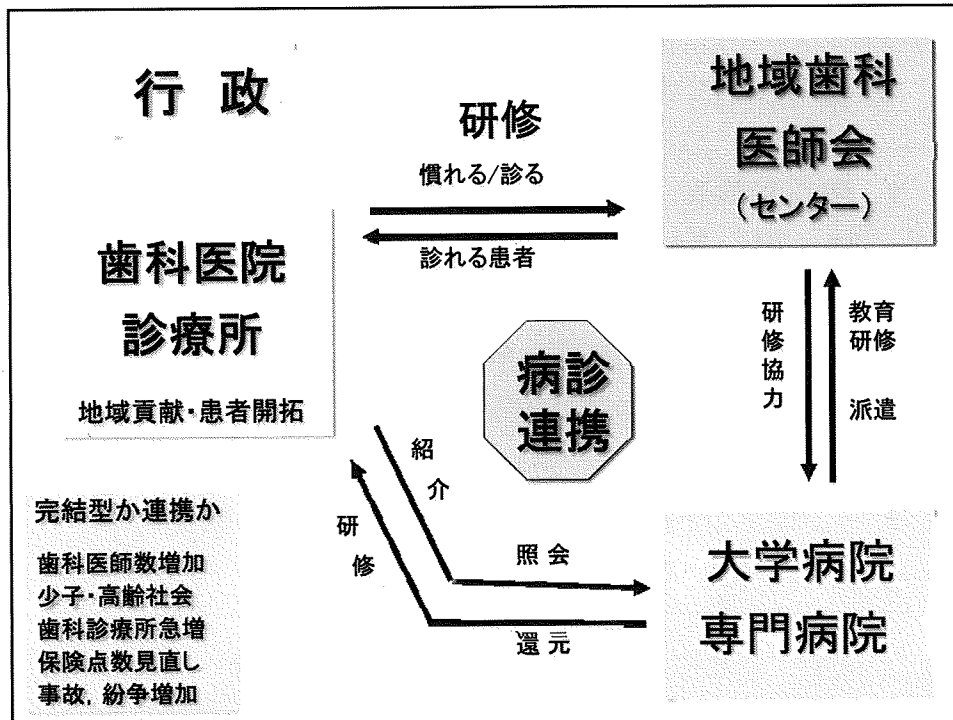 行 政
研修
慣れる/診る
診れる患者
地域歯科
医師会
(センター)
歯科医院
診療所
地域貢献・患者開拓
病診
連携
研修協力
教育
研修
派遣
紹介
研修
照会
還元
完結型か連携か
歯科医師数増加
少子・高齢社会
歯科診療所急増
保険点数見直し
事故, 紛争増加
大学病院
専門病院